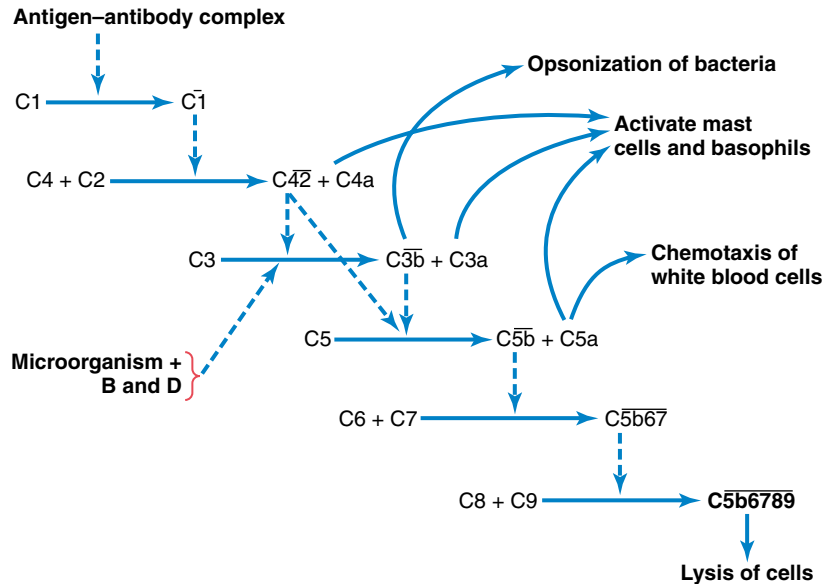 Antigen–antibody complex
Opsonization of bacteria
C1 C1̅
Activate mast
cells and basophils
C4 + C2 C4̅2̅ + C4a
C3 C3̅b̅ + C3a
Chemotaxis of
white blood cells
C5 C5̅b̅ + C5a
Microorganism +
B and D
C6 + C7 C5̅b̅6̅7̅
C8 + C9 C5̅b̅6̅7̅8̅9̅
Lysis of cells